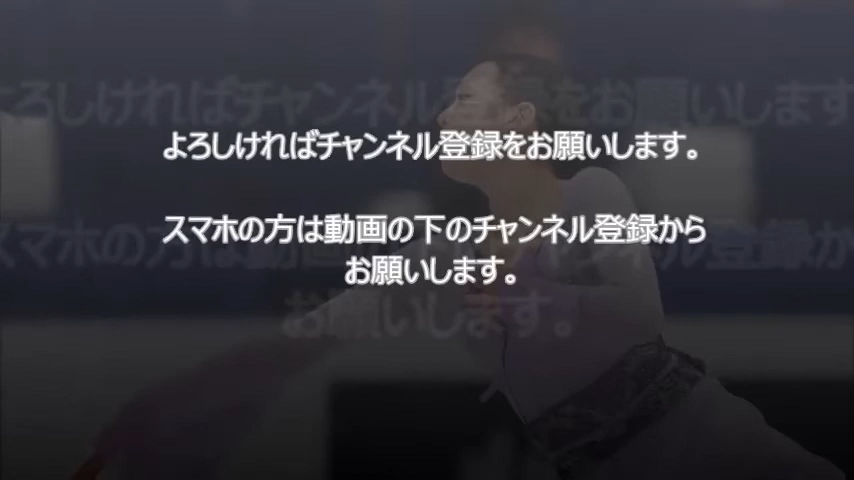 よろしければチャンネル登録をお願いします。
スマホの方は動画の下のチャンネル登録から
お願いします。